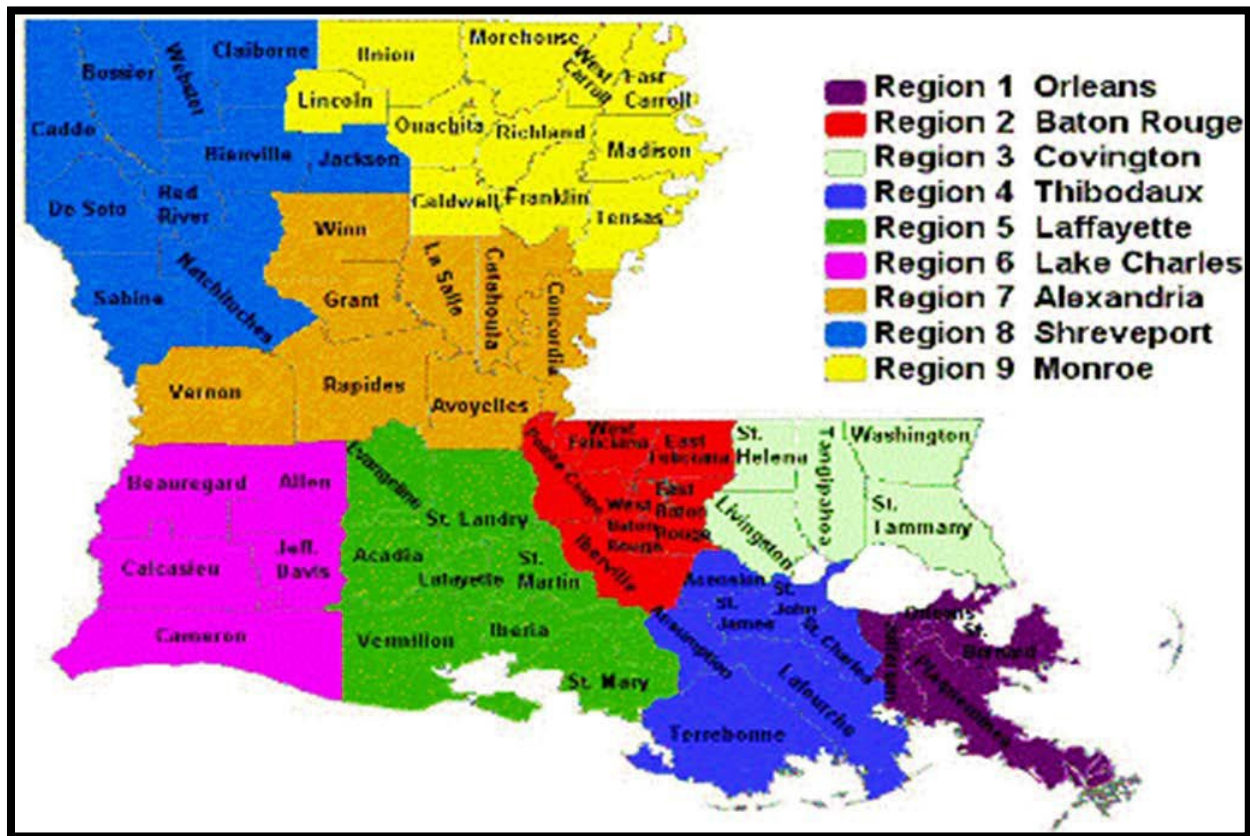 Claiborne
Union
Morehouse
Bossier
Webster
West
Carroll
East
Carroll
Lincoln
Caddo
Ouachita
Richland
Madison
Bienville
Jackson
De Soto
Red
River
Caldwell
Franklin
Tensas
Winn
Sabine
Natchitoches
Grant
La Salle
Catahoula
Concordia
Vernon
Rapides
Avoyelles
Region 1 Orleans
Region 2 Baton Rouge
Region 3 Covington
Region 4 Thibodaux
Region 5 Laffayette
Region 6 Lake Charles
Region 7 Alexandria
Region 8 Shreveport
Region 9 Monroe
Beauregard
Allen
Evangeline
St. Landry
Pointe Coupe
West
Feliciana
East
Feliciana
St.
Helena
Tangipahoa
Washington
West
Baton
Rouge
East
Baton
Rouge
Livingston
St.
Tammany
Calcasieu
Jeff.
Davis
Acadia
Lafayette
St.
Martin
Iberville
Cameron
Vermilion
Iberia
St. Mary
Assumption
St.
James
St.
John
St. Charles
Lafourche
Terrebonne
Orleans
St.
Bernard
Plaquemines